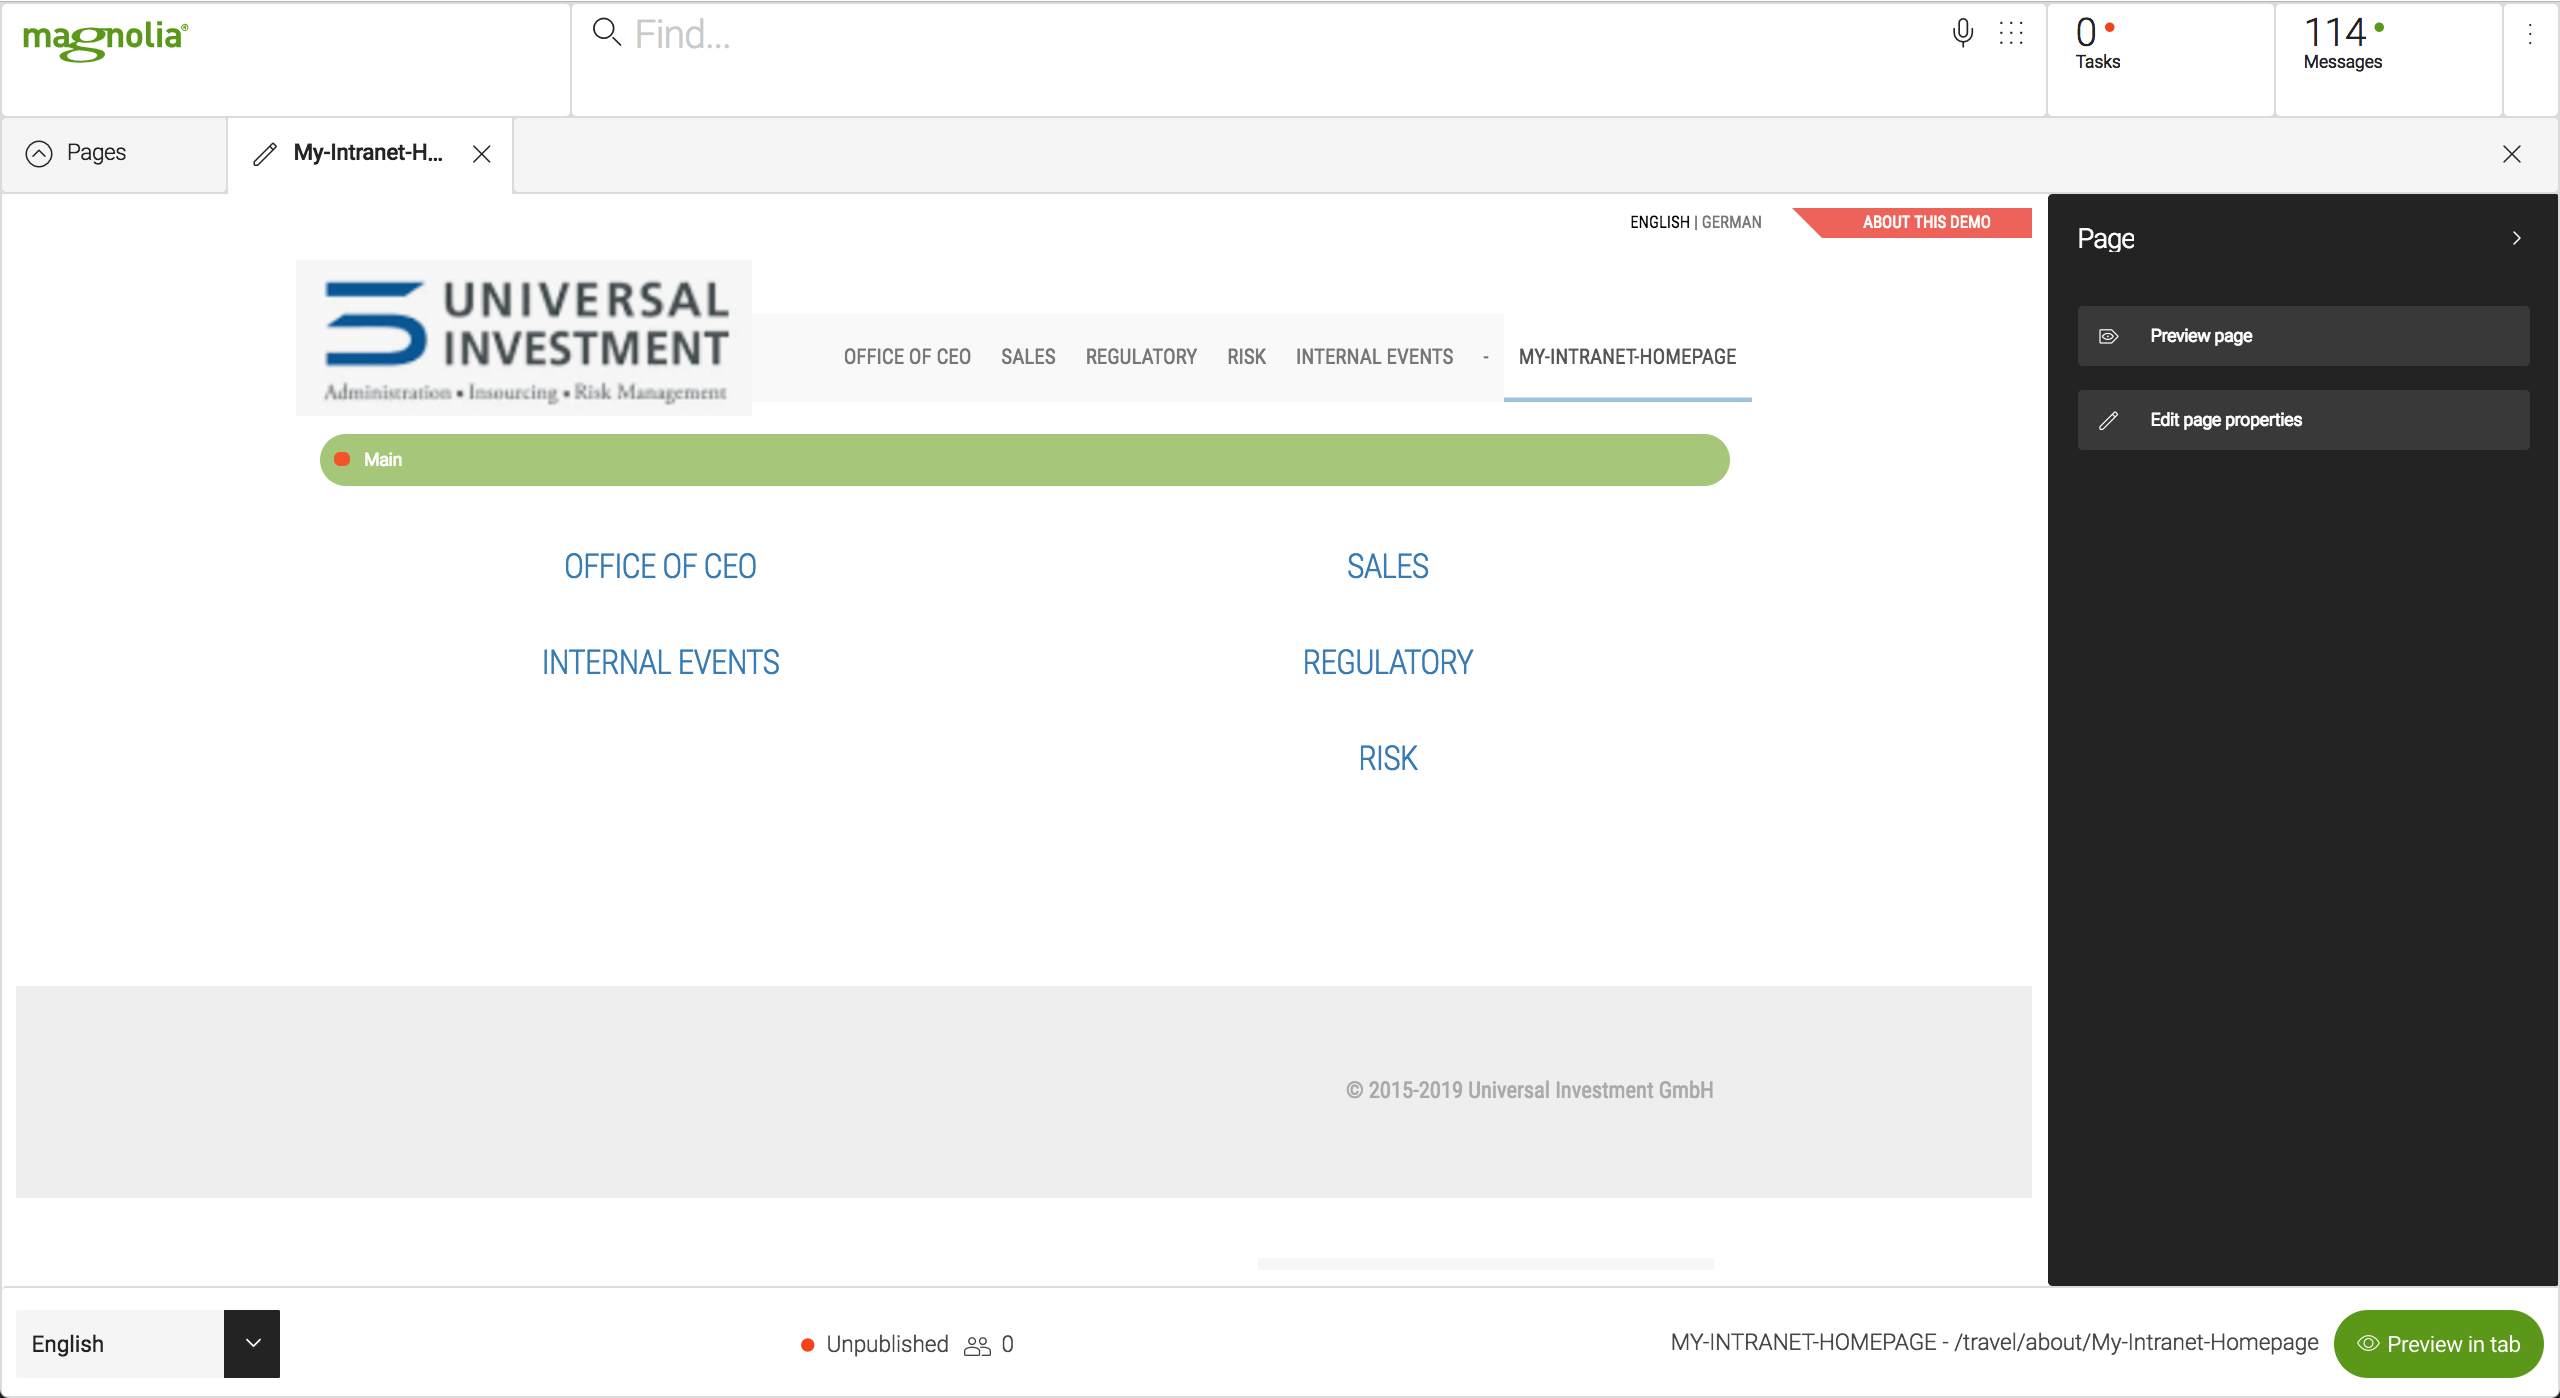 magnolia®
Find...
0
Tasks
114
Messages
Pages
My-Intranet-H...
ENGLISH | GERMAN
ABOUT THIS DEMO
UNIVERSAL
INVESTMENT
Administration • Insourcing • Risk Management
OFFICE OF CEO SALES REGULATORY RISK INTERNAL EVENTS - MY-INTRANET-HOMEPAGE
Main
OFFICE OF CEO
SALES
INTERNAL EVENTS
REGULATORY
RISK
© 2015-2019 Universal Investment GmbH
Page
Preview page
Edit page properties
English
Unpublished 0
MY-INTRANET-HOMEPAGE - /travel/about/My-Intranet-Homepage
Preview in tab